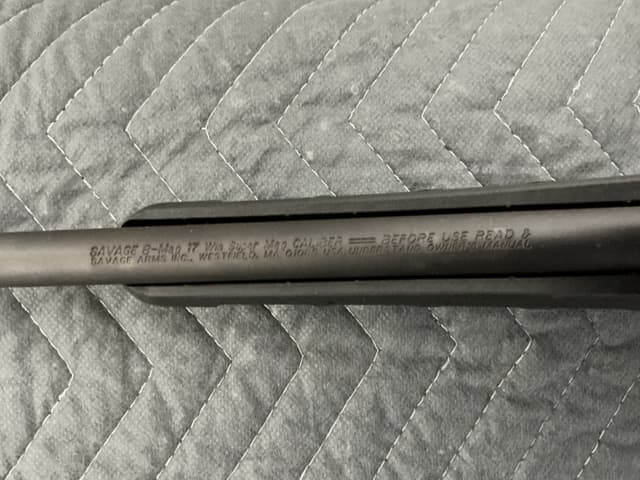 SAVAGE B-Mag 17 Win Super Mag CALIBER BEFORE USE READ &
SAVAGE ARMS INC., WESTFIELD, MA 01085 USA UNDERSTAND OWNER'S MANUAL